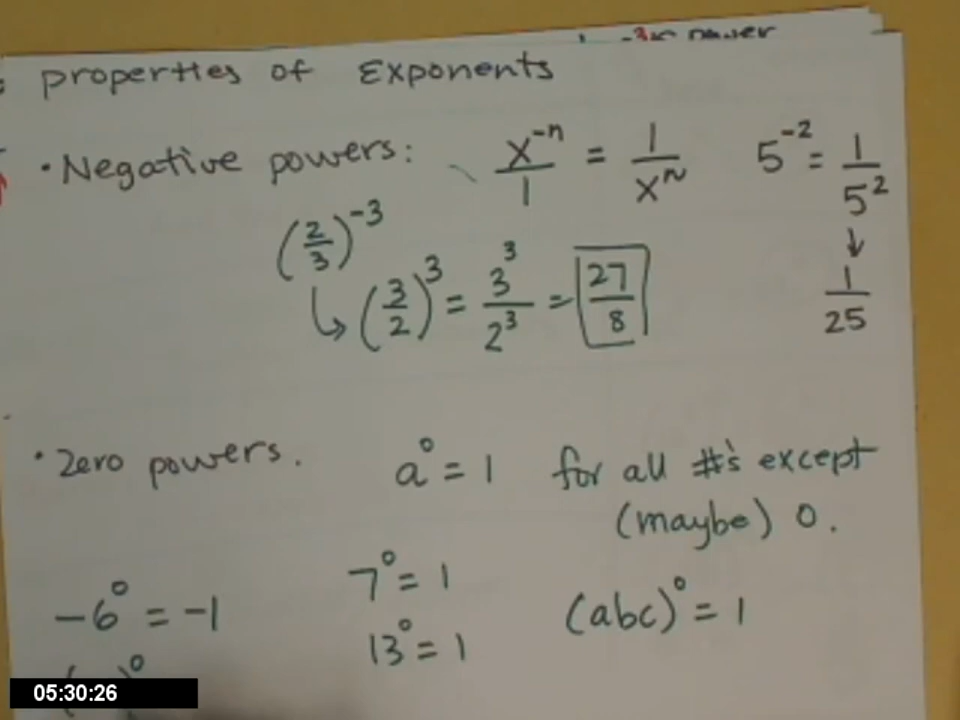 power
properties of Exponents
• Negative powers: x^-n/1 = 1/x^n 5^-2 = 1/5^2
(2/3)^-3 ↓
↳ (3/2)^3 = 3^3/2^3 = 27/8 1/25
• Zero powers. a^0 = 1 for all #'s except
(maybe) 0.
-6^0 = -1 7^0 = 1 (abc)^0 = 1
13^0 = 1
( )^0
05:30:26